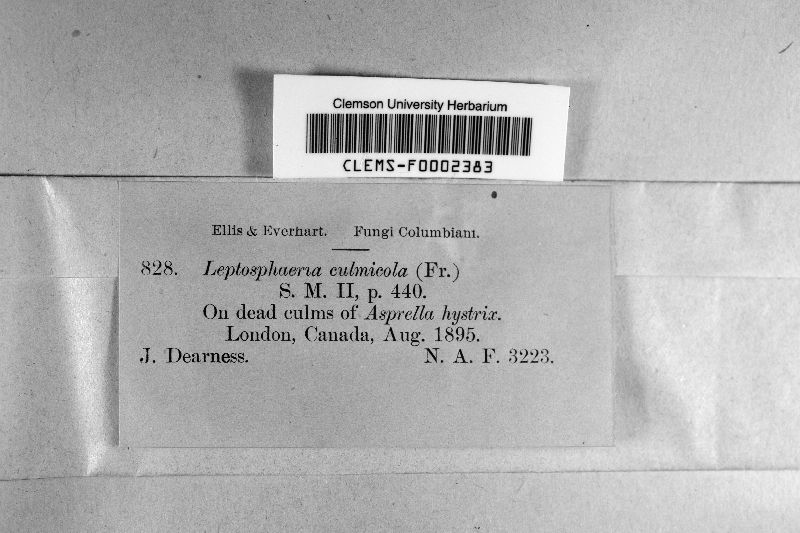 Clemson University Herbarium
CLEMS-F0002383
Ellis & Everhart. Fungi Columbiani.
828. Leptosphaeria culmicola (Fr.)
S. M. II, p. 440.
On dead culms of Asprella hystrix.
London, Canada, Aug. 1895.
J. Dearness. N. A. F. 3223.